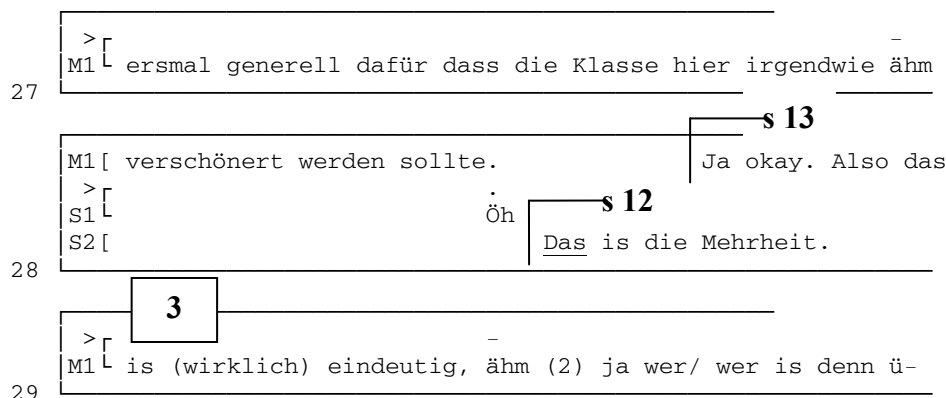 >                                                      -
M1 ersmal generell dafür dass die Klasse hier irgendwie ähm
27
s 13
M1[ verschönert werden sollte. Ja okay. Also das
> .
S1 Öh
s 12
S2[ Das is die Mehrheit.
28
3
> -
M1 is (wirklich) eindeutig, ähm (2) ja wer/ wer is denn ü-
29